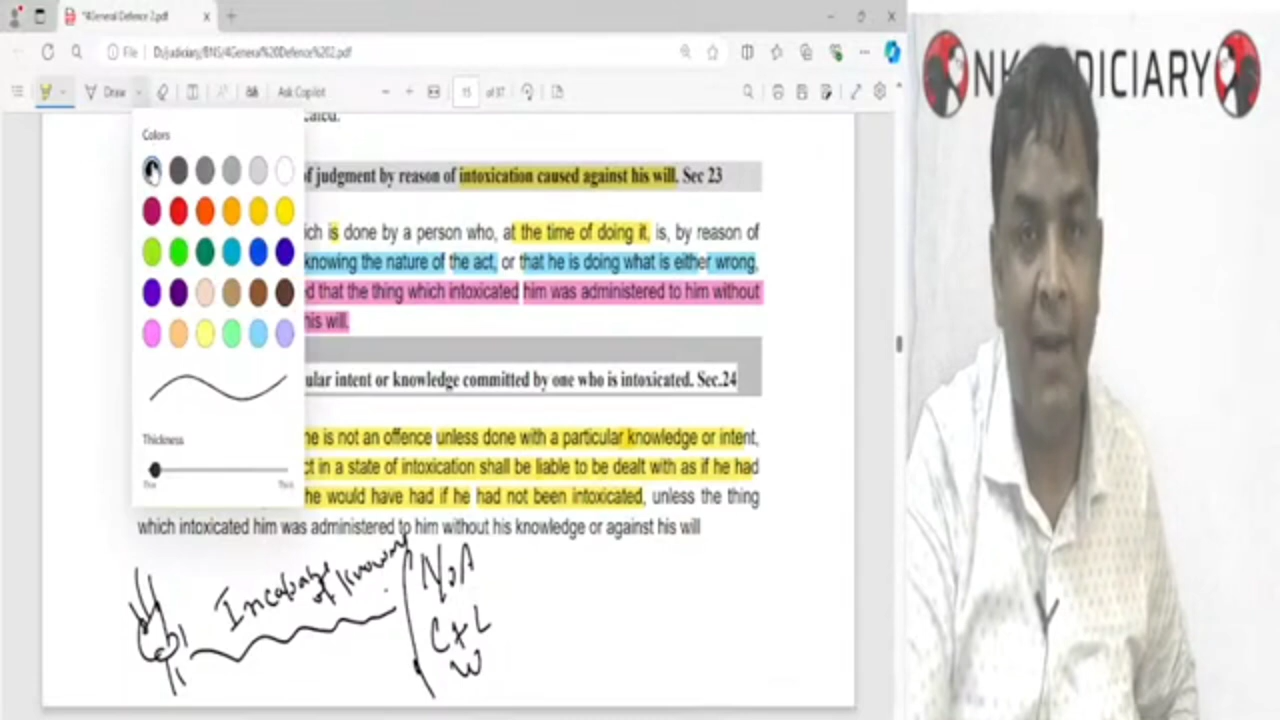 *4General Defence 2.pdf
File D:/judiciary/BNS/4General%20Defence%202.pdf
Draw Ask Copilot 15 of 37
Colors
Thickness
Thin Thick
of judgment by reason of intoxication caused against his will. Sec 23
is done by a person who, at the time of doing it, is, by reason of
knowing the nature of the act, or that he is doing what is either wrong,
that the thing which intoxicated him was administered to him without
his will.
intent or knowledge committed by one who is intoxicated. Sec.24
is not an offence unless done with a particular knowledge or intent,
in a state of intoxication shall be liable to be dealt with as if he had
he would have had if he had not been intoxicated, unless the thing
which intoxicated him was administered to him without his knowledge or against his will
Incapable
of knowing
NOA
C+L
W